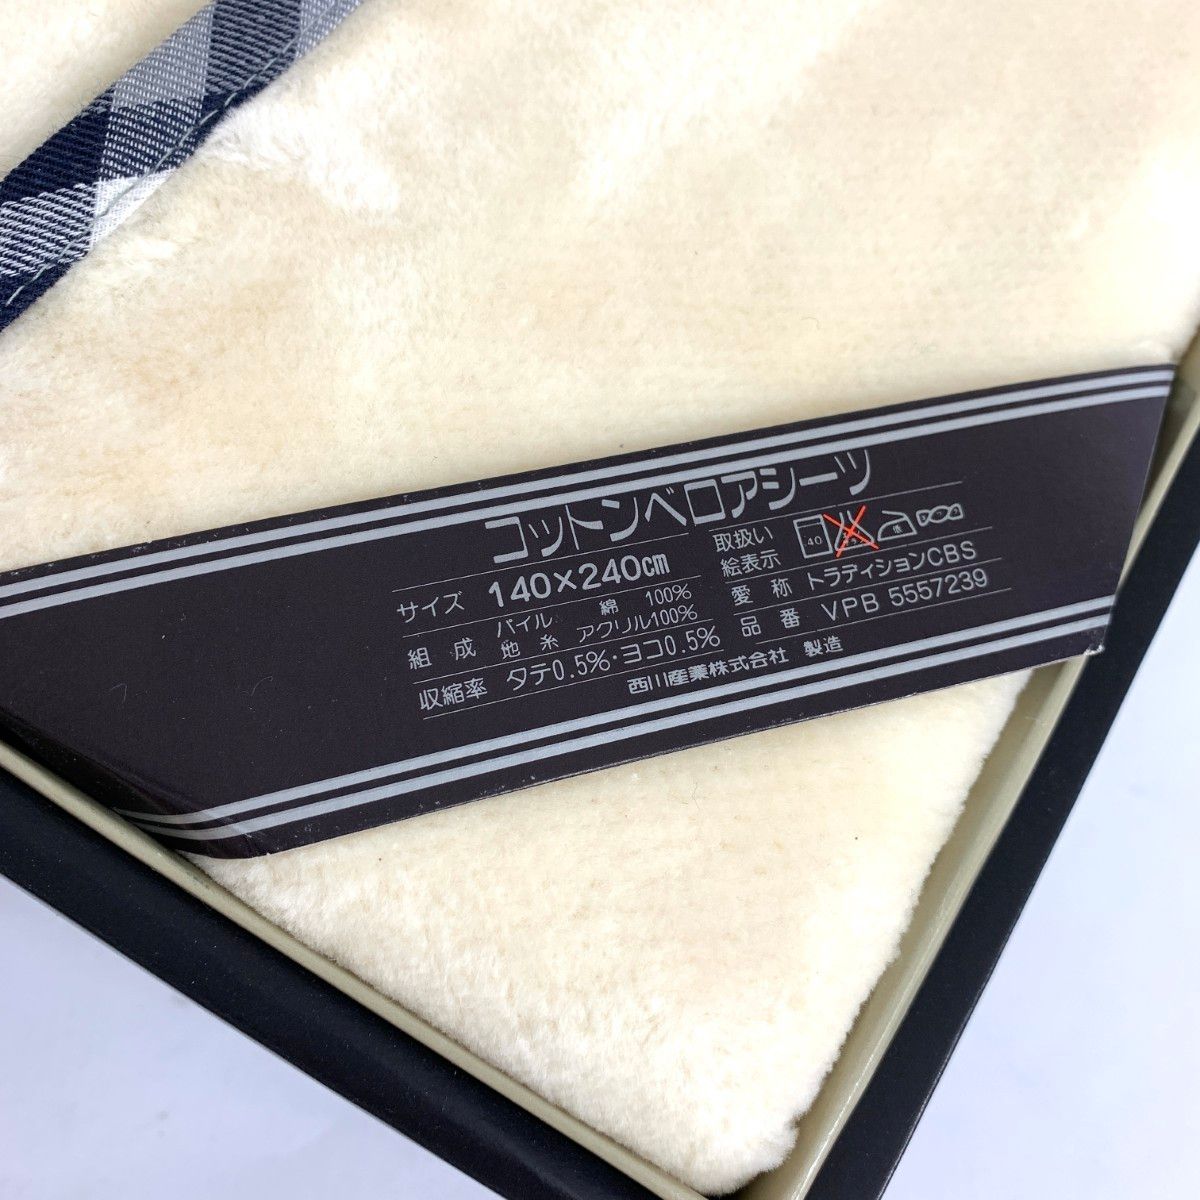 コットンベロアシーツ
サイズ 140×240㎝
組成 パイル 綿 100%
地糸 アクリル100%
収縮率 タテ0.5%・ヨコ0.5%
取扱い
絵表示
40
愛称 トラディションCBS
品番 VPB 5557239
西川産業株式会社 製造